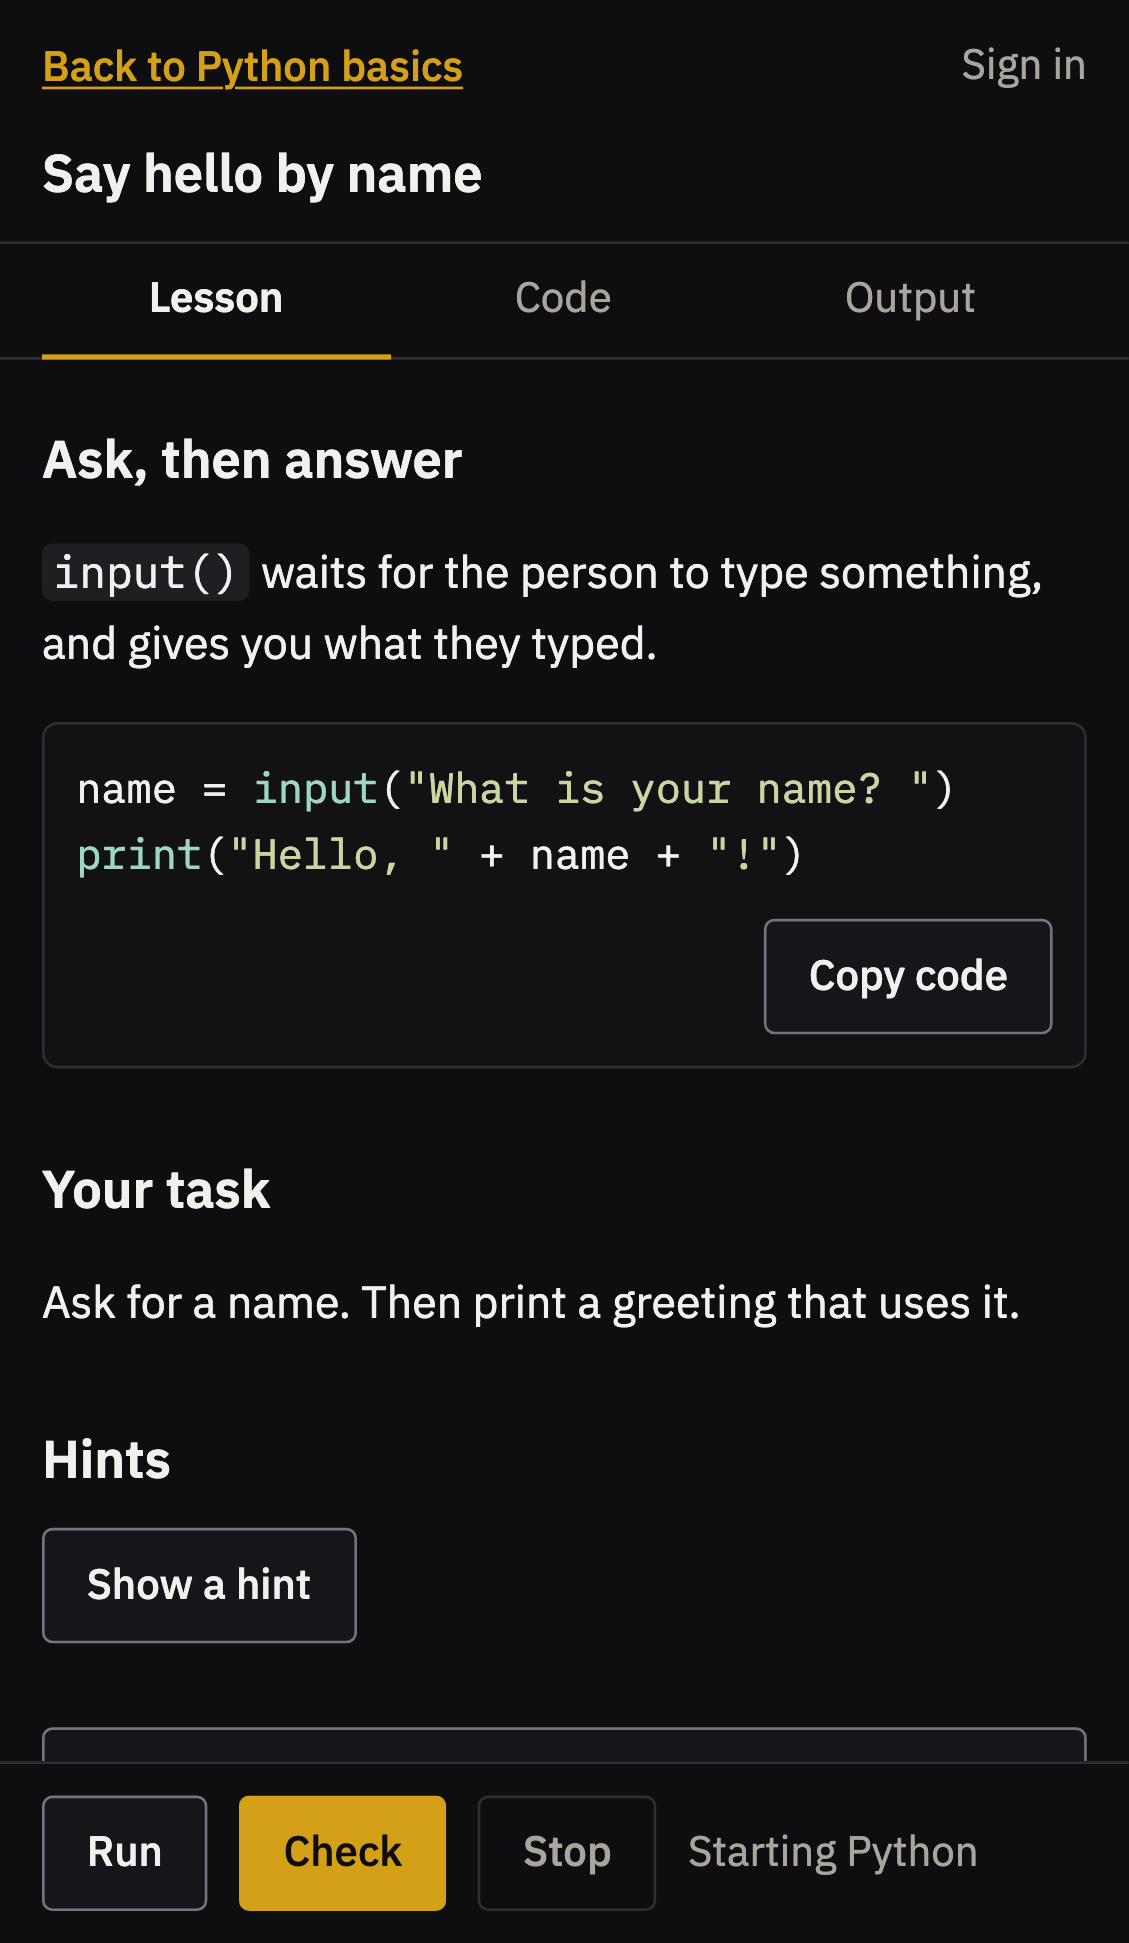 Back to Python basics
Sign in
Say hello by name
Lesson
Code
Output
Ask, then answer
input() waits for the person to type something,
and gives you what they typed.
name = input("What is your name? ")
print("Hello, " + name + "!")
Copy code
Your task
Ask for a name. Then print a greeting that uses it.
Hints
Show a hint
Run
Check
Stop
Starting Python